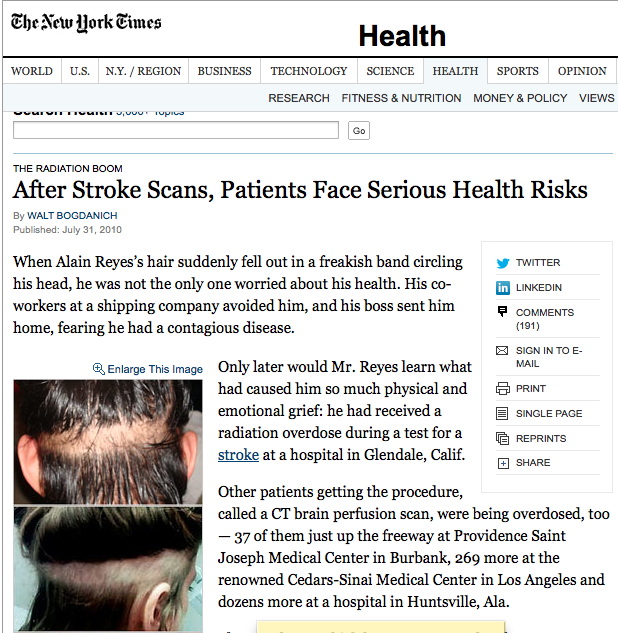 The New York Times
Health
WORLD U.S. N.Y. / REGION BUSINESS TECHNOLOGY SCIENCE HEALTH SPORTS OPINION
RESEARCH FITNESS & NUTRITION MONEY & POLICY VIEWS
Search Health 3,000+ Topics
Go
THE RADIATION BOOM
After Stroke Scans, Patients Face Serious Health Risks
By WALT BOGDANICH
Published: July 31, 2010
When Alain Reyes’s hair suddenly fell out in a freakish band circling
his head, he was not the only one worried about his health. His co-
workers at a shipping company avoided him, and his boss sent him
home, fearing he had a contagious disease.
TWITTER
LINKEDIN
COMMENTS
(191)
SIGN IN TO E-
MAIL
PRINT
SINGLE PAGE
REPRINTS
SHARE
Enlarge This Image
Only later would Mr. Reyes learn what
had caused him so much physical and
emotional grief: he had received a
radiation overdose during a test for a
stroke at a hospital in Glendale, Calif.
Other patients getting the procedure,
called a CT brain perfusion scan, were being overdosed, too
— 37 of them just up the freeway at Providence Saint
Joseph Medical Center in Burbank, 269 more at the
renowned Cedars-Sinai Medical Center in Los Angeles and
dozens more at a hospital in Huntsville, Ala.